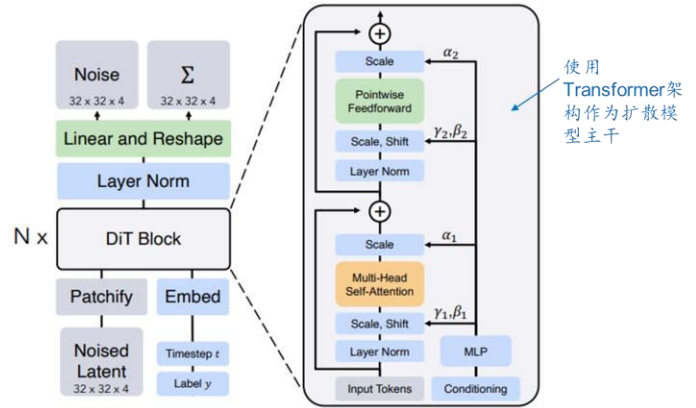 Noise
32 x 32 x 4
Σ
32 x 32 x 4
Linear and Reshape
Layer Norm
N x
DiT Block
Patchify
Embed
Noised
Latent
32 x 32 x 4
Timestep t
Label y
Scale
α₂
Pointwise
Feedforward
Scale, Shift
γ₂,β₂
Layer Norm
Scale
α₁
Multi-Head
Self-Attention
Scale, Shift
γ₁,β₁
Layer Norm
MLP
Input Tokens
Conditioning
使用
Transformer架
构作为扩散模
型主干